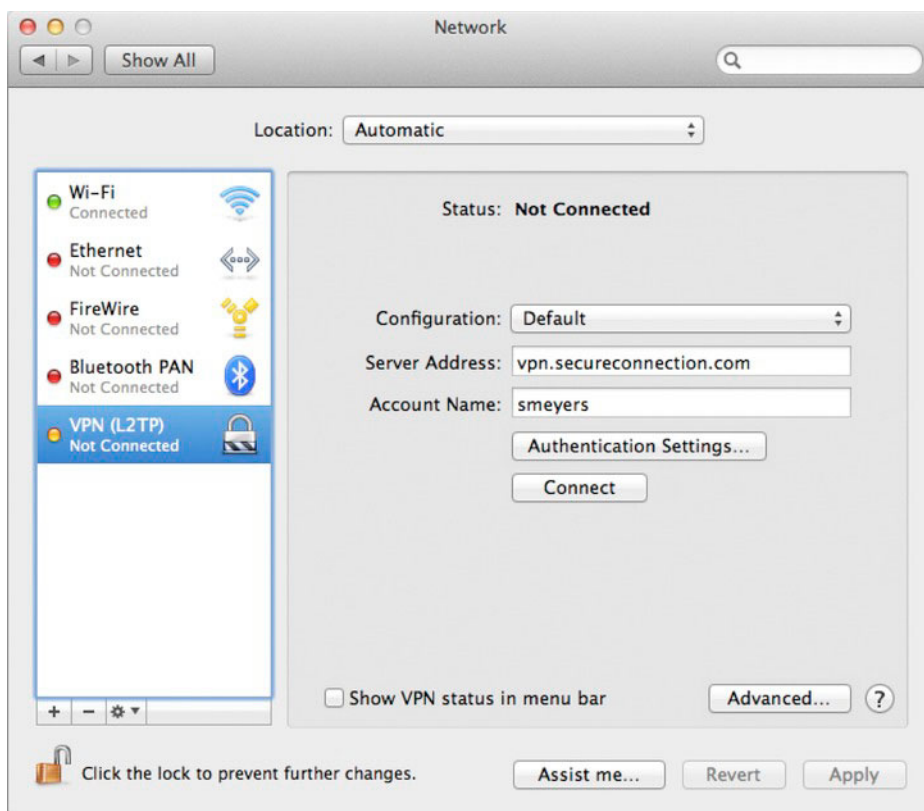 Network
Show All
Location: Automatic
Wi-Fi
Connected
Ethernet
Not Connected
FireWire
Not Connected
Bluetooth PAN
Not Connected
VPN (L2TP)
Not Connected
Status: Not Connected
Configuration: Default
Server Address: vpn.secureconnection.com
Account Name: smeyers
Authentication Settings...
Connect
Show VPN status in menu bar
Advanced... ?
Click the lock to prevent further changes.
Assist me... Revert Apply